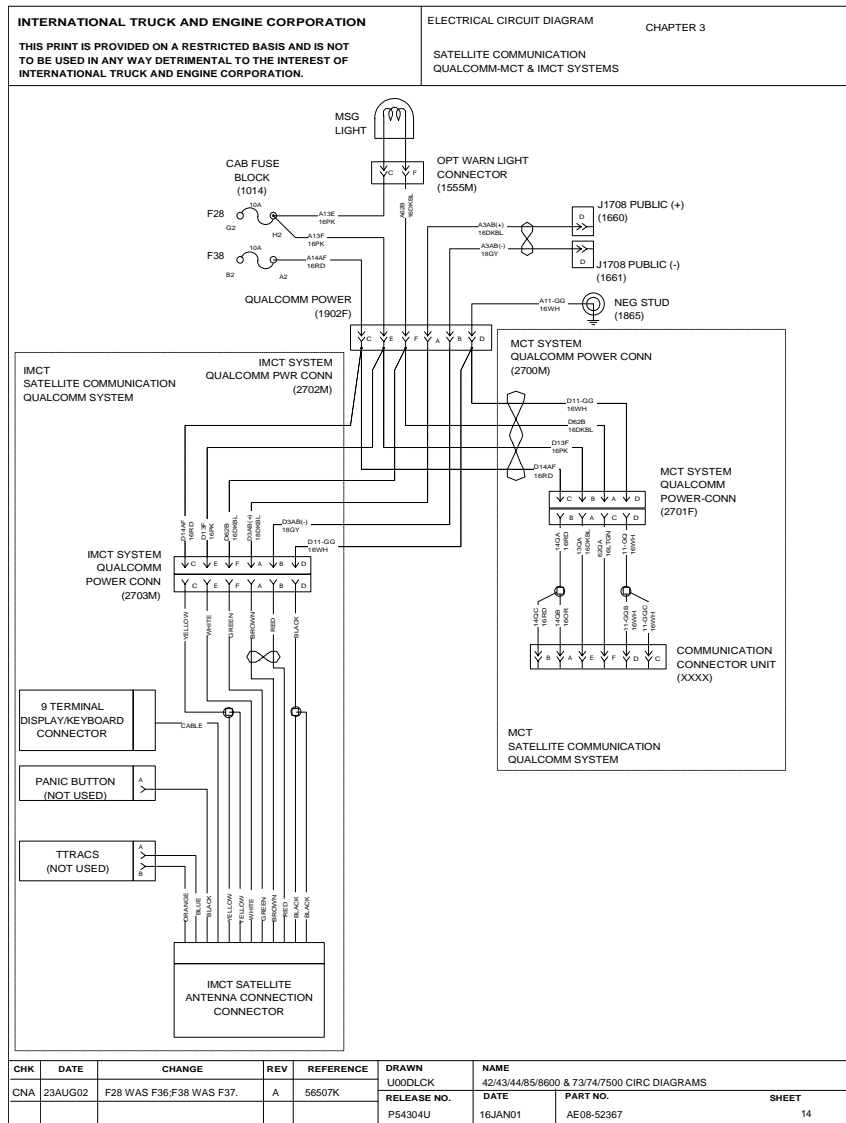 INTERNATIONAL TRUCK AND ENGINE CORPORATION
THIS PRINT IS PROVIDED ON A RESTRICTED BASIS AND IS NOT
TO BE USED IN ANY WAY DETRIMENTAL TO THE INTEREST OF
INTERNATIONAL TRUCK AND ENGINE CORPORATION.
ELECTRICAL CIRCUIT DIAGRAM
CHAPTER 3
SATELLITE COMMUNICATION
QUALCOMM-MCT & IMCT SYSTEMS
MSG
LIGHT
C F
OPT WARN LIGHT
CONNECTOR
(1555M)
CAB FUSE
BLOCK
(1014)
F28
10A
G2
H2
A13E
16PK
A13F
16PK
F38
10A
B2
A2
A14AF
16RD
A62B
16DKBL
A3AB(+)
16DKBL
A3AB(-)
18GY
D
J1708 PUBLIC (+)
(1660)
D
J1708 PUBLIC (-)
(1661)
A11-GG
16WH
NEG STUD
(1865)
QUALCOMM POWER
(1902F)
C E F A B D
IMCT
SATELLITE COMMUNICATION
QUALCOMM SYSTEM
IMCT SYSTEM
QUALCOMM PWR CONN
(2702M)
MCT SYSTEM
QUALCOMM POWER CONN
(2700M)
D11-GG
16WH
D62B
16DKBL
D13F
16PK
D14AF
16RD
MCT SYSTEM
QUALCOMM
POWER-CONN
(2701F)
C B A D
B A C D
14QA
16RD
13QA
16DKBL
62QA
16LTGN
11-GQ
16WH
14QC
16RD
14QB
16OR
11-GQB
16WH
11-GQC
16WH
B A E F D C
COMMUNICATION
CONNECTOR UNIT
(XXXX)
MCT
SATELLITE COMMUNICATION
QUALCOMM SYSTEM
D14AF
16RD
D13F
16PK
D62B
16DKBL
D3AB(+)
18DKBL
D3AB(-)
18GY
D11-GG
16WH
IMCT SYSTEM
QUALCOMM
POWER CONN
(2703M)
C E F A B D
C E F A B D
YELLOW
WHITE
GREEN
BROWN
RED
BLACK
9 TERMINAL
DISPLAY/KEYBOARD
CONNECTOR
CABLE
PANIC BUTTON
(NOT USED)
A
TTRACS
(NOT USED)
A
B
ORANGE
BLUE
BLACK
YELLOW
YELLOW
WHITE
GREEN
BROWN
RED
BLACK
BLACK
IMCT SATELLITE
ANTENNA CONNECTION
CONNECTOR
CHK DATE CHANGE REV REFERENCE
CNA 23AUG02 F28 WAS F36;F38 WAS F37. A 56507K
DRAWN
U00DLCK
NAME
42/43/44/85/8600 & 73/74/7500 CIRC DIAGRAMS
RELEASE NO.
P54304U
DATE
16JAN01
PART NO.
AE08-52367
SHEET
14